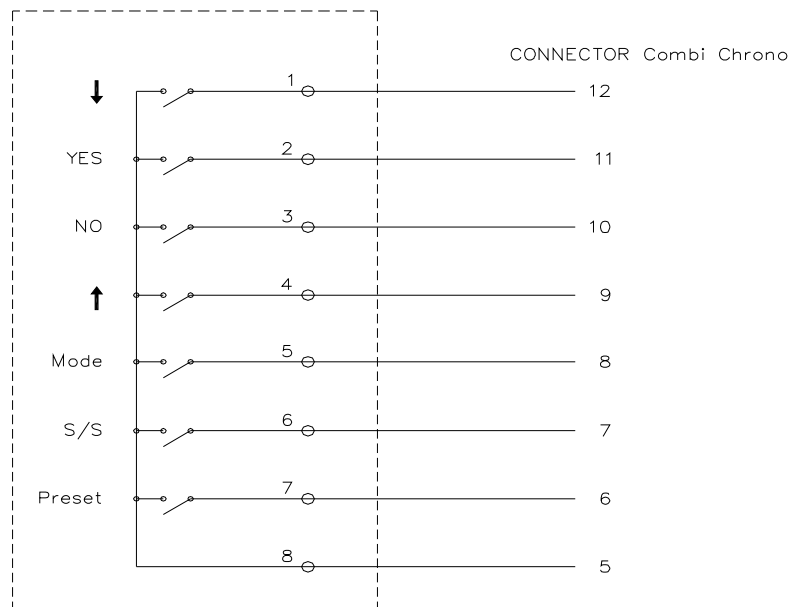 CONNECTOR Combi Chrono
↓ 1 12
YES 2 11
NO 3 10
↑ 4 9
Mode 5 8
S/S 6 7
Preset 7 6
8 5